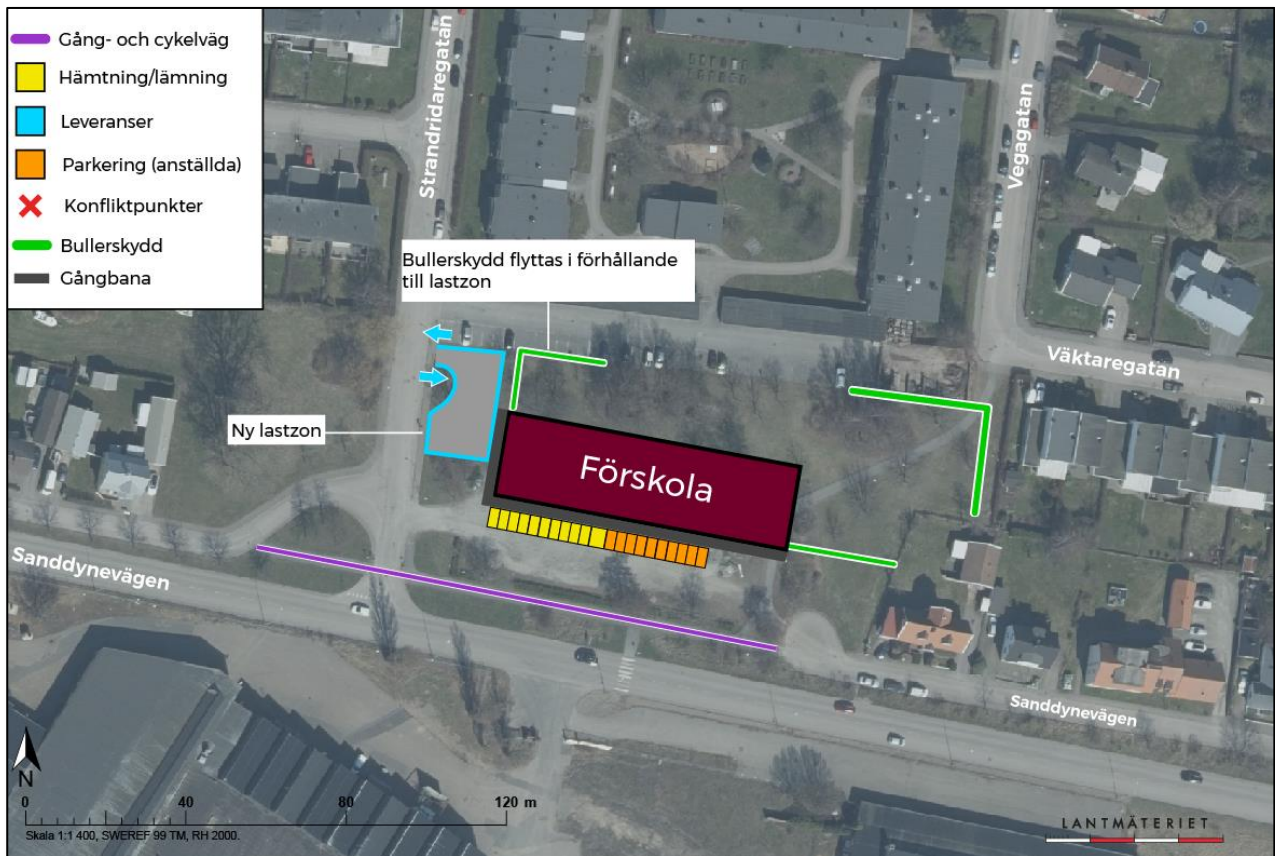 Gång- och cykelväg
Hämtning/lämning
Leveranser
Parkering (anställda)
Konfliktpunkter
Bullerskydd
Gångbana
Strandridaregatan
Vegagatan
Bullerskydd flyttas i förhållande
till lastzon
Väktaregatan
Ny lastzon
Förskola
Sanddynevägen
Sanddynevägen
N
0 40 80 120 m
Skala 1:1 400, SWEREF 99 TM, RH 2000.
LANTMÄTERIET